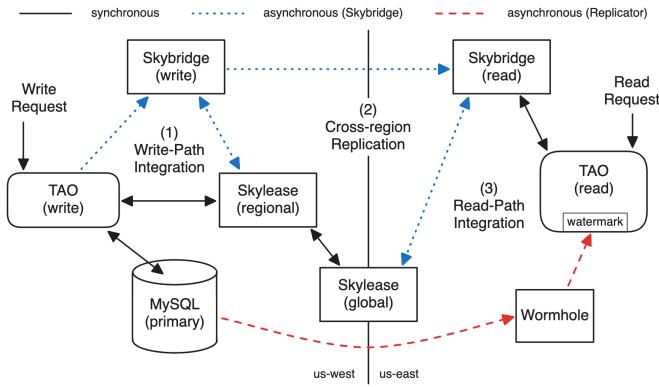 synchronous
asynchronous (Skybridge)
asynchronous (Replicator)
Skybridge
(write)
Skybridge
(read)
Write
Request
Read
Request
(1)
Write-Path
Integration
(2)
Cross-region
Replication
TAO
(write)
Skylease
(regional)
(3)
Read-Path
Integration
TAO
(read)
watermark
MySQL
(primary)
Skylease
(global)
Wormhole
us-west
us-east